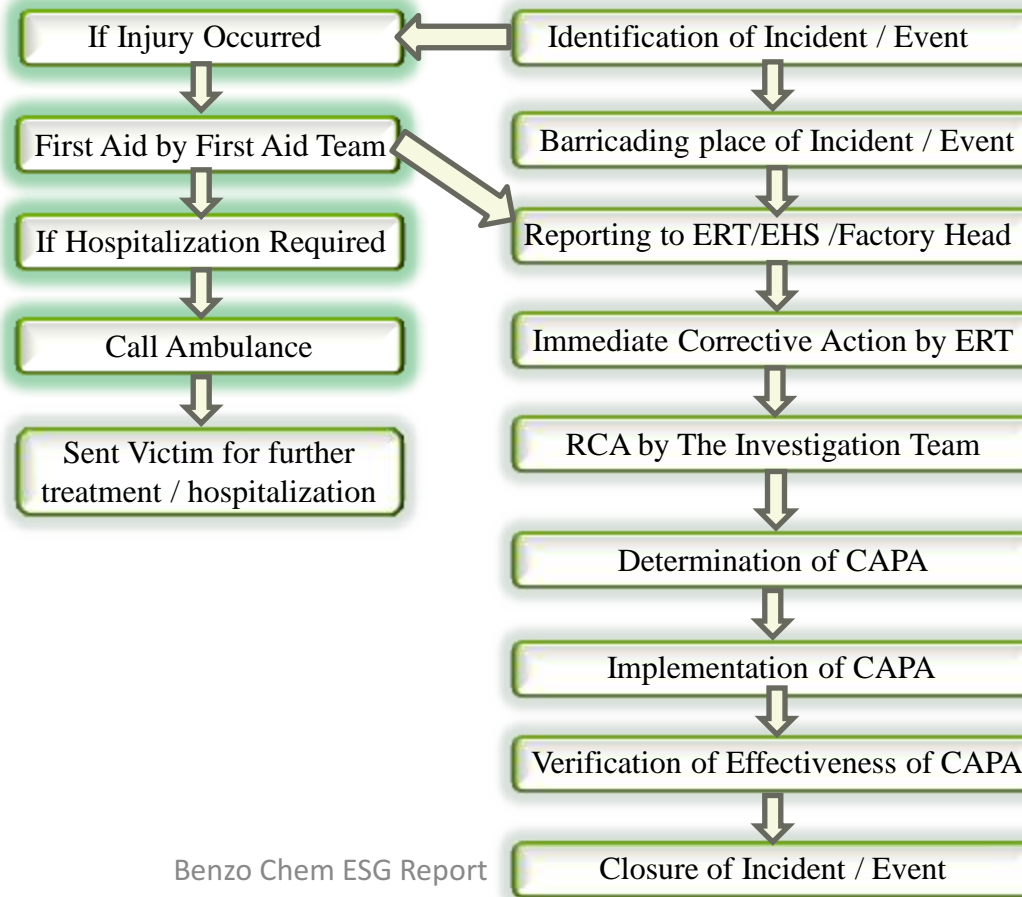 If Injury Occurred
First Aid by First Aid Team
If Hospitalization Required
Call Ambulance
Sent Victim for further
treatment / hospitalization
Identification of Incident / Event
Barricading place of Incident / Event
Reporting to ERT/EHS /Factory Head
Immediate Corrective Action by ERT
RCA by The Investigation Team
Determination of CAPA
Implementation of CAPA
Verification of Effectiveness of CAPA
Closure of Incident / Event
Benzo Chem ESG Report